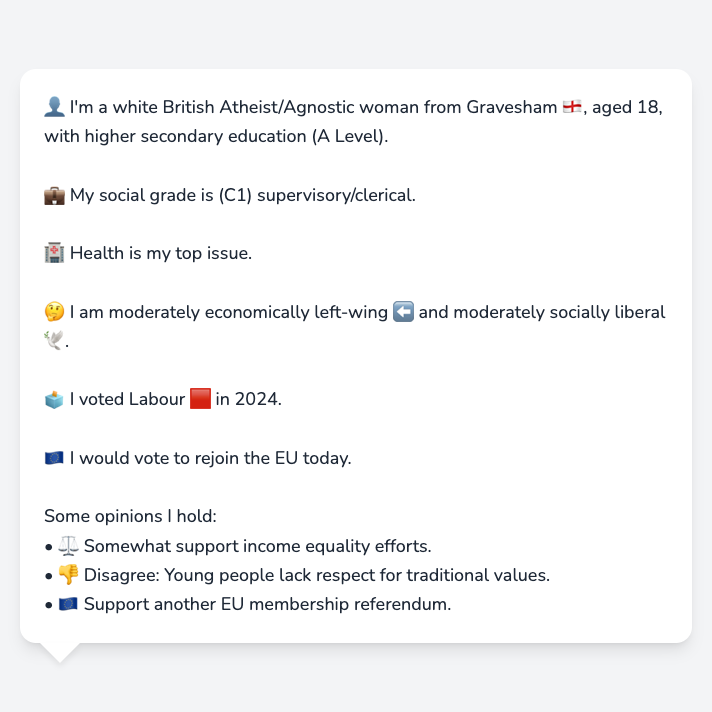 👤 I'm a white British Atheist/Agnostic woman from Gravesham 🏴󠁧󠁢󠁥󠁮󠁧󠁿, aged 18,
with higher secondary education (A Level).
💼 My social grade is (C1) supervisory/clerical.
🏥 Health is my top issue.
🤔 I am moderately economically left-wing ⬅️ and moderately socially liberal
🕊️.
🗳️ I voted Labour 🟥 in 2024.
🇪🇺 I would vote to rejoin the EU today.
Some opinions I hold:
• ⚖️ Somewhat support income equality efforts.
• 👎 Disagree: Young people lack respect for traditional values.
• 🇪🇺 Support another EU membership referendum.